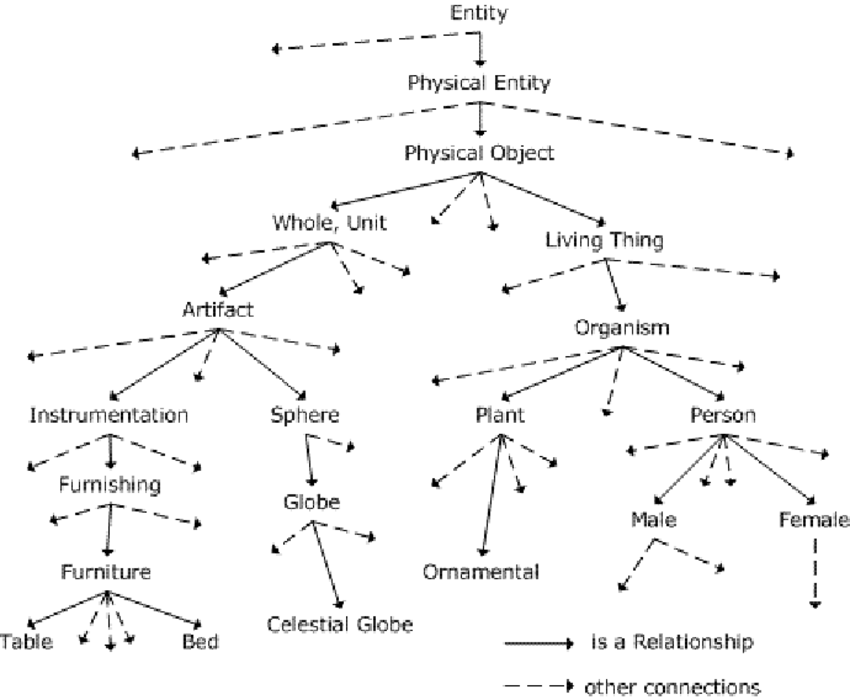 Entity
Physical Entity
Physical Object
Whole, Unit
Living Thing
Artifact
Organism
Instrumentation
Sphere
Plant
Person
Furnishing
Globe
Male
Female
Furniture
Ornamental
Celestial Globe
Table
Bed
is a Relationship
other connections